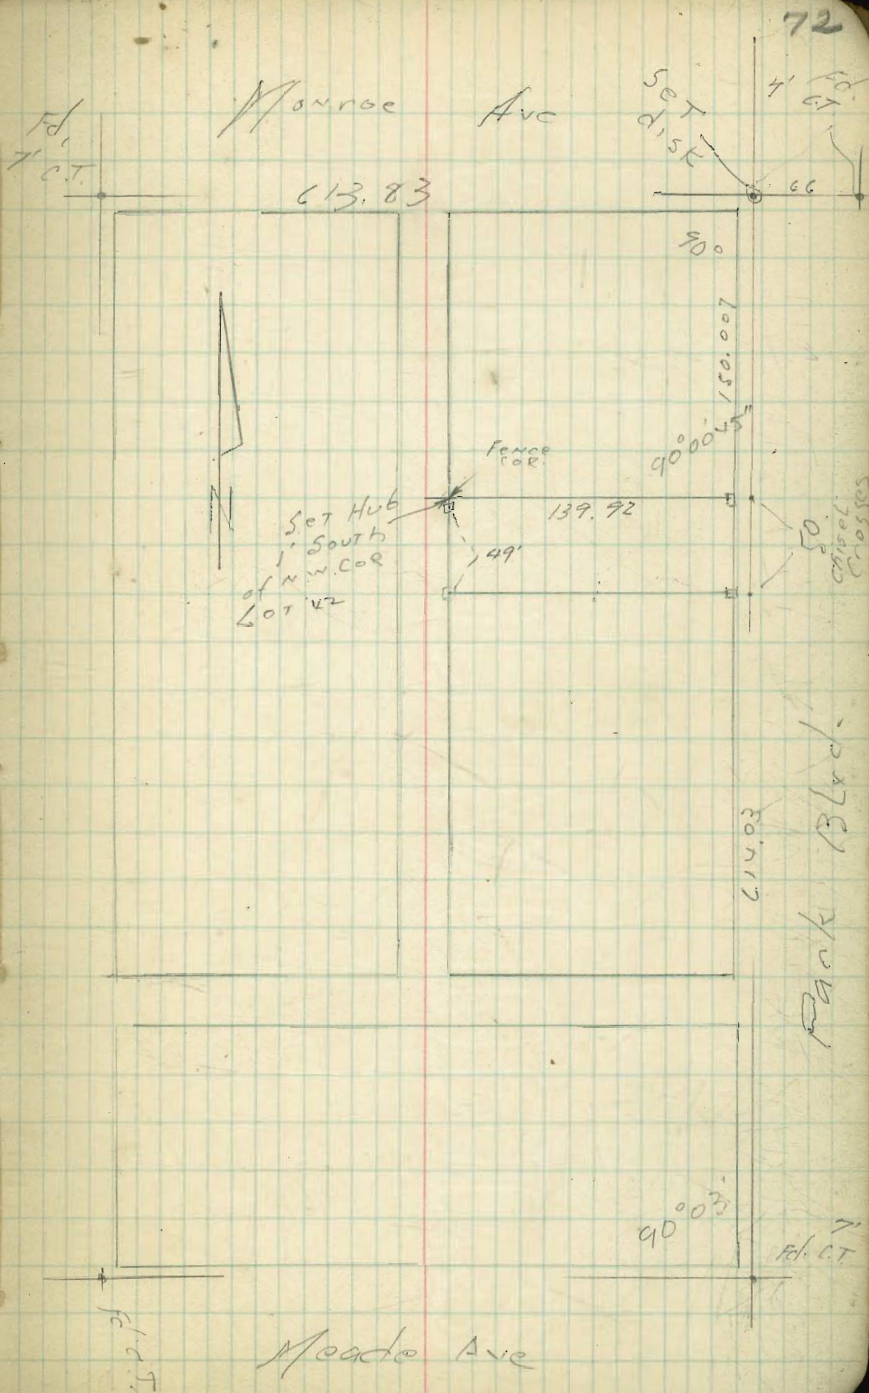 72
Monroe Ave
Fd,
7' C.T.
Set
disk
4' Fd.
C.T.
613.83
66
90°
150.007
90°00'45"
Fence
COR.
Set Hub
1' South
of N.W. COR
LOT 42
N
139.92
49'
50
chisel
crosses
614.03
Park Blvd.
90°03'
7'
Fd. C.T
Fd. C.T.
Meade Ave